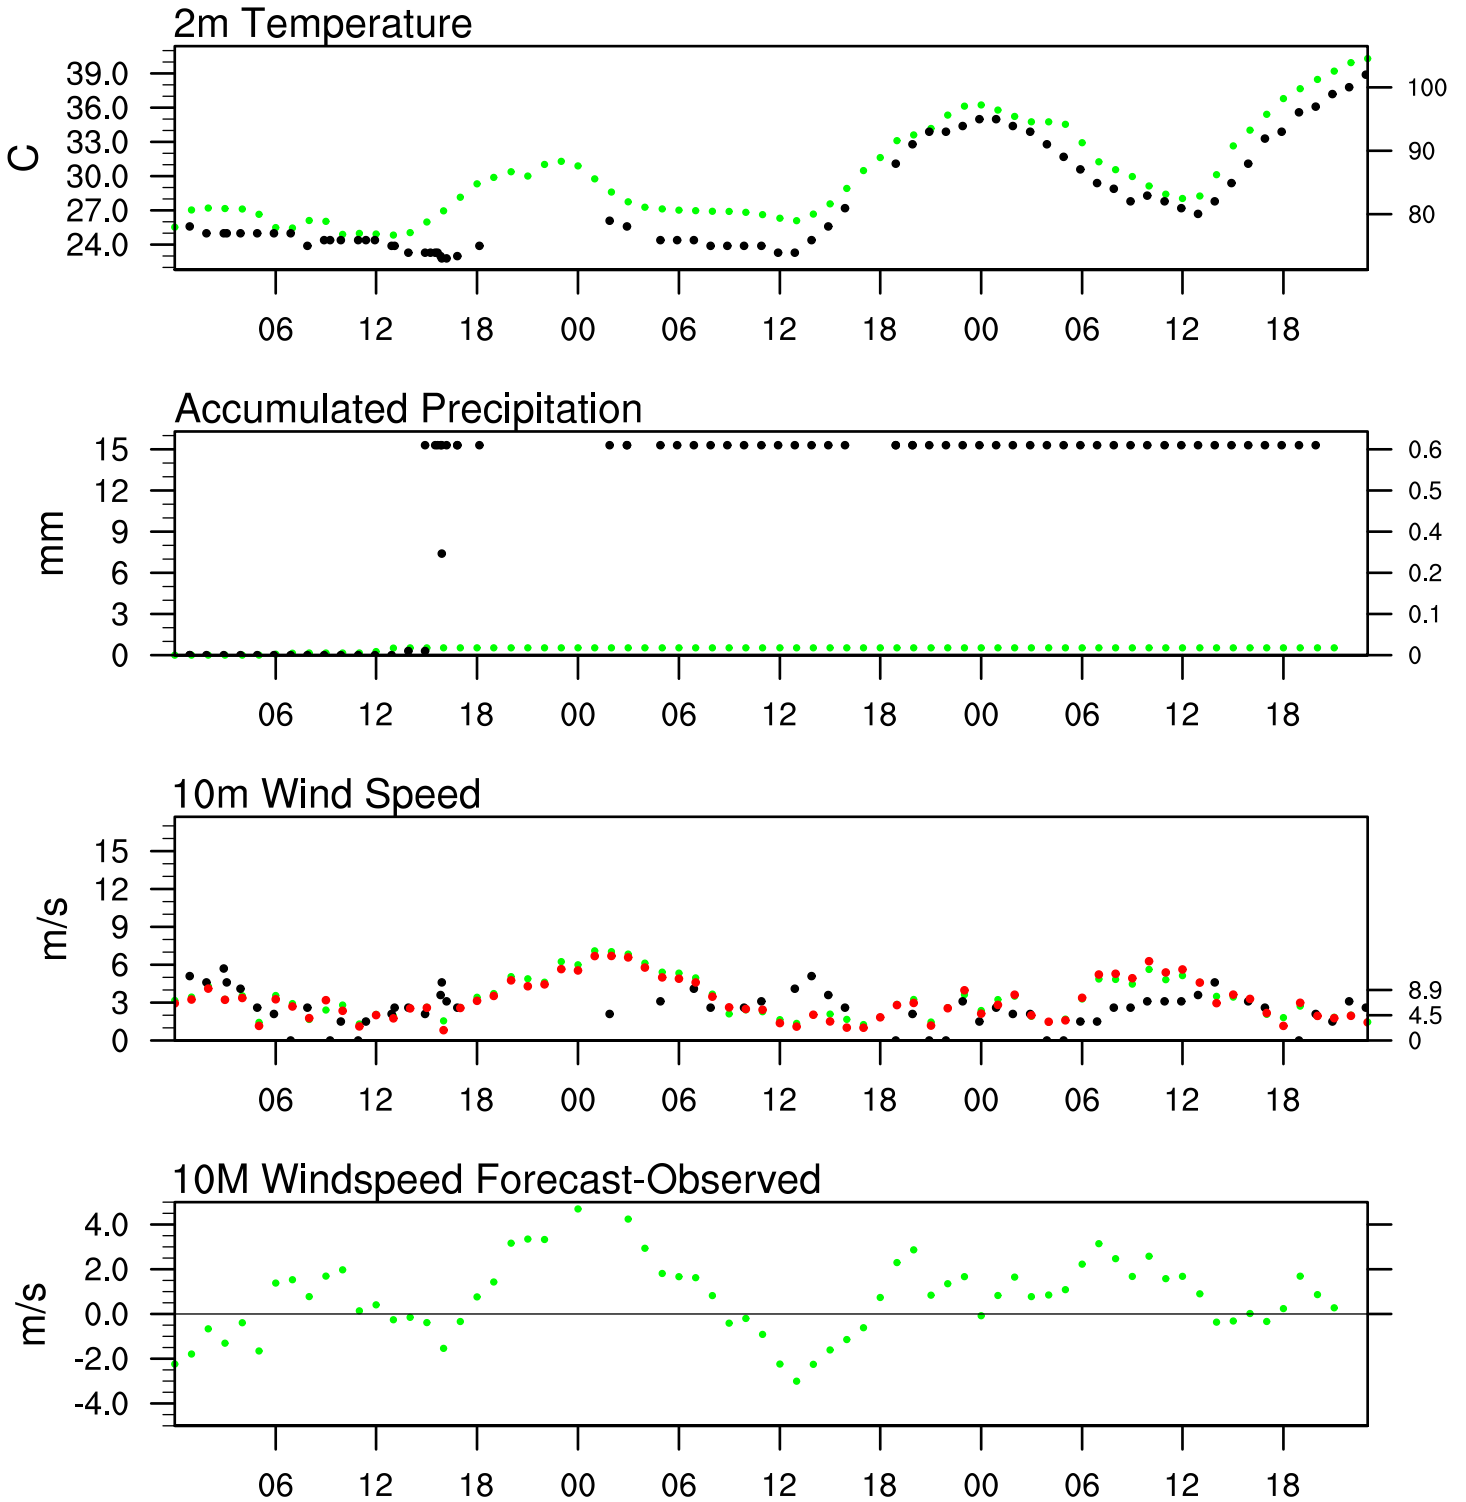 2m Temperature
39.0
36.0
33.0
30.0
27.0
24.0
C
100
90
80
06 12 18 00 06 12 18 00 06 12 18
Accumulated Precipitation
15
12
9
6
3
0
mm
0.6
0.5
0.4
0.2
0.1
0
06 12 18 00 06 12 18 00 06 12 18
10m Wind Speed
15
12
9
6
3
0
m/s
8.9
4.5
0
06 12 18 00 06 12 18 00 06 12 18
10M Windspeed Forecast-Observed
4.0
2.0
0.0
-2.0
-4.0
m/s
06 12 18 00 06 12 18 00 06 12 18